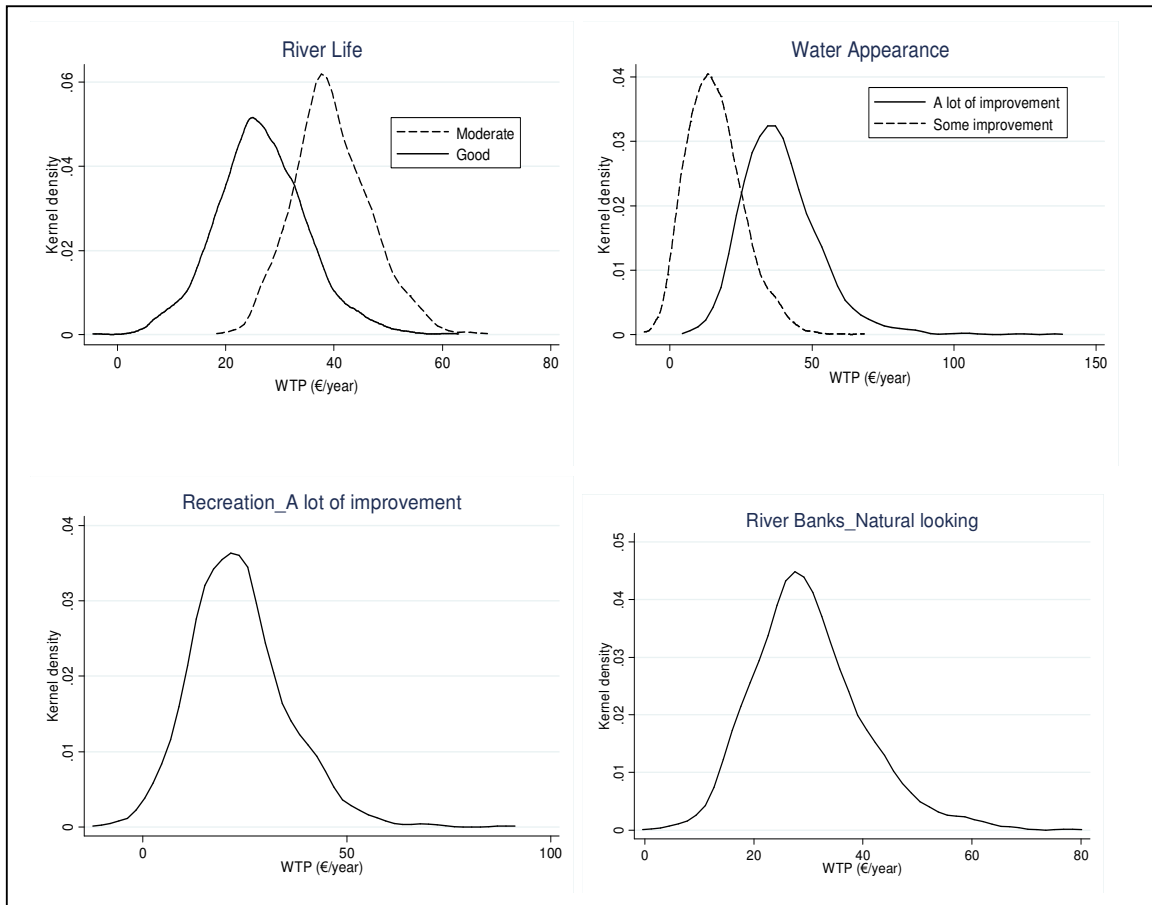 River Life
Kernel density
0 .02 .04 .06
0 20 40 60 80
WTP (€/year)
Moderate
Good
Water Appearance
Kernel density
0 .01 .02 .03 .04
0 50 100 150
WTP (€/year)
A lot of improvement
Some improvement
Recreation_A lot of improvement
Kernel density
0 .01 .02 .03 .04
0 50 100
WTP (€/year)
River Banks_Natural looking
Kernel density
0 .01 .02 .03 .04 .05
0 20 40 60 80
WTP (€/year)